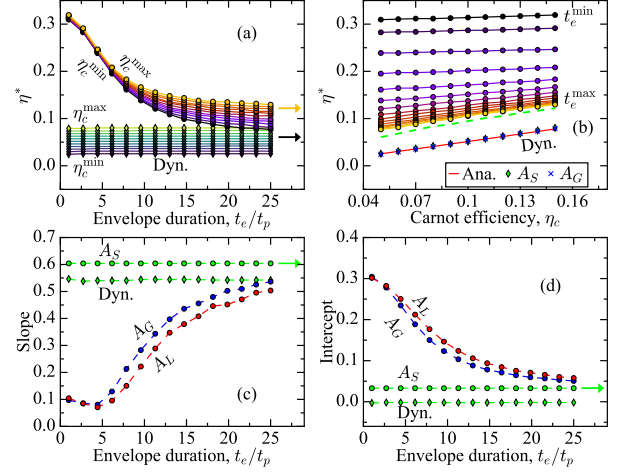 0.3
0.2
0.1
0.0
η*
(a)
η_c^max
η_c^min
η_c^max
η_c^min
Dyn.
0 5 10 15 20 25
Envelope duration, t_e/t_p
0.3
0.2
0.1
0.0
η*
t_e^min
t_e^max
(b)
Dyn.
Ana. A_S A_G
0.04 0.08 0.1 0.12 0.16
Carnot efficiency, η_c
0.6
0.5
0.4
0.3
0.2
0.1
0.0
Slope
A_S
Dyn.
A_G
A_L
(c)
0 5 10 15 20 25
Envelope duration, t_e/t_p
0.4
0.3
0.2
0.1
0.0
Intercept
(d)
A_L
A_G
A_S
Dyn.
0 5 10 15 20 25
Envelope duration, t_e/t_p